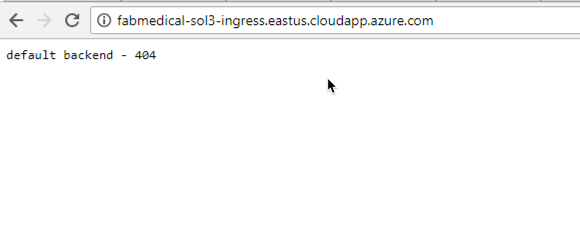 fabmedical-sol3-ingress.eastus.cloudapp.azure.com
default backend - 404